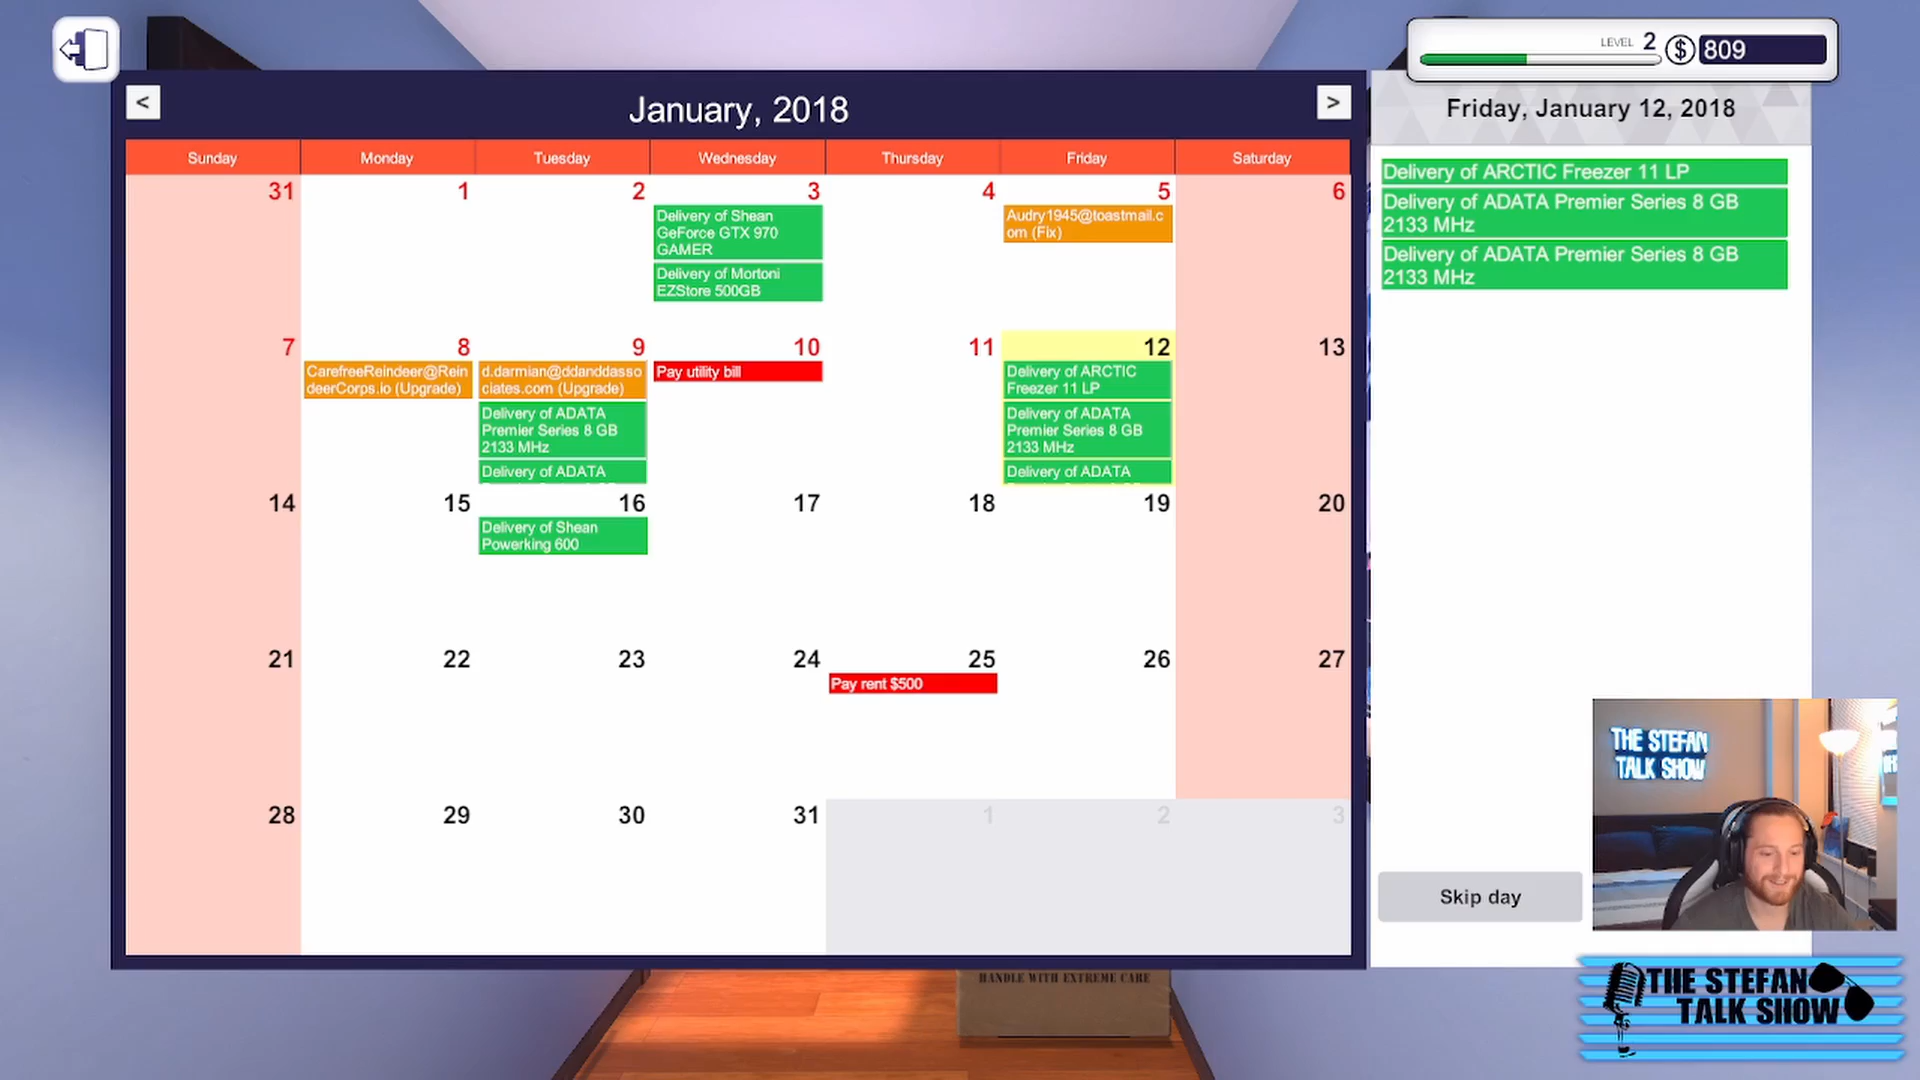 LEVEL 2
$ 809
< January, 2018 >
Friday, January 12, 2018
Sunday Monday Tuesday Wednesday Thursday Friday Saturday
31 1 2 3 4 5 6
Delivery of Shean
GeForce GTX 970
GAMER
Delivery of Mortoni
EZStore 500GB
Audry1945@toastmail.c
om (Fix)
7 8 9 10 11 12 13
CarefreeReindeer@Rein
deerCorps.io (Upgrade)
d.darmian@ddanddasso
ciates.com (Upgrade)
Delivery of ADATA
Premier Series 8 GB
2133 MHz
Delivery of ADATA
Pay utility bill
Delivery of ARCTIC
Freezer 11 LP
Delivery of ADATA
Premier Series 8 GB
2133 MHz
Delivery of ADATA
14 15 16 17 18 19 20
Delivery of Shean
Powerking 600
21 22 23 24 25 26 27
Pay rent $500
28 29 30 31 1 2 3
Delivery of ARCTIC Freezer 11 LP
Delivery of ADATA Premier Series 8 GB
2133 MHz
Delivery of ADATA Premier Series 8 GB
2133 MHz
Skip day
HANDLE WITH EXTREME CARE
THE STEFAN
TALK SHOW
THE STEFAN
TALK SHOW